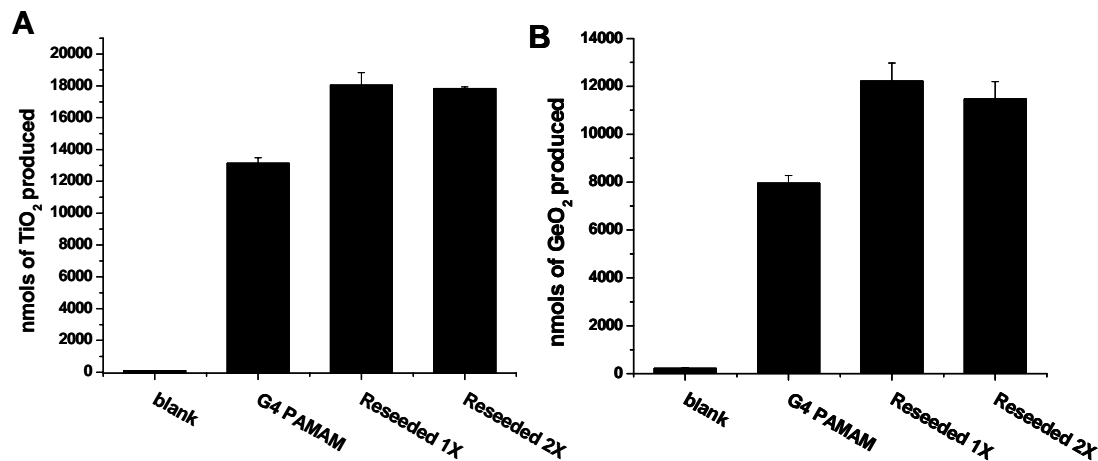 A
nmols of TiO2 produced
20000
18000
16000
14000
12000
10000
8000
6000
4000
2000
0
blank
G4 PAMAM
Reseeded 1X
Reseeded 2X
B
nmols of GeO2 produced
14000
12000
10000
8000
6000
4000
2000
0
blank
G4 PAMAM
Reseeded 1X
Reseeded 2X